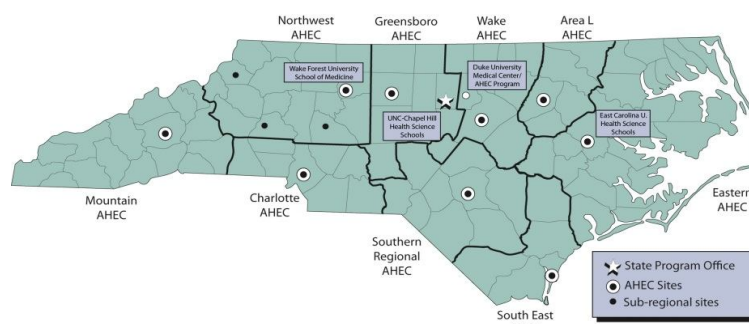 Northwest
AHEC
Greensboro
AHEC
Wake
AHEC
Area L
AHEC
Wake Forest University
School of Medicine
Duke University
Medical Center/
AHEC Program
UNC-Chapel Hill
Health Science
Schools
East Carolina U.
Health Science
Schools
Mountain
AHEC
Charlotte
AHEC
Southern
Regional
AHEC
Eastern
AHEC
South East
State Program Office
AHEC Sites
Sub-regional sites